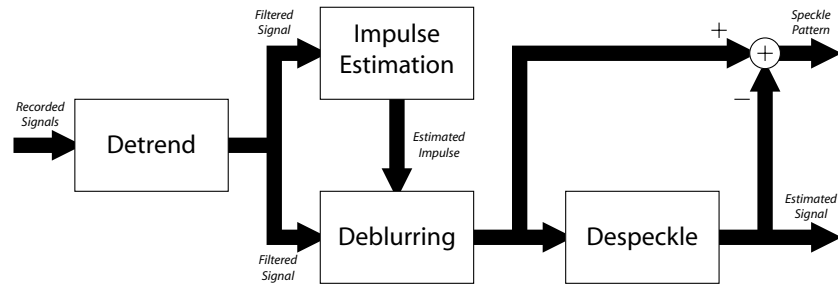 Filtered
Signal
Impulse
Estimation
+
Speckle
Pattern
+
−
Recorded
Signals
Detrend
Estimated
Impulse
Filtered
Signal
Deblurring
Despeckle
Estimated
Signal